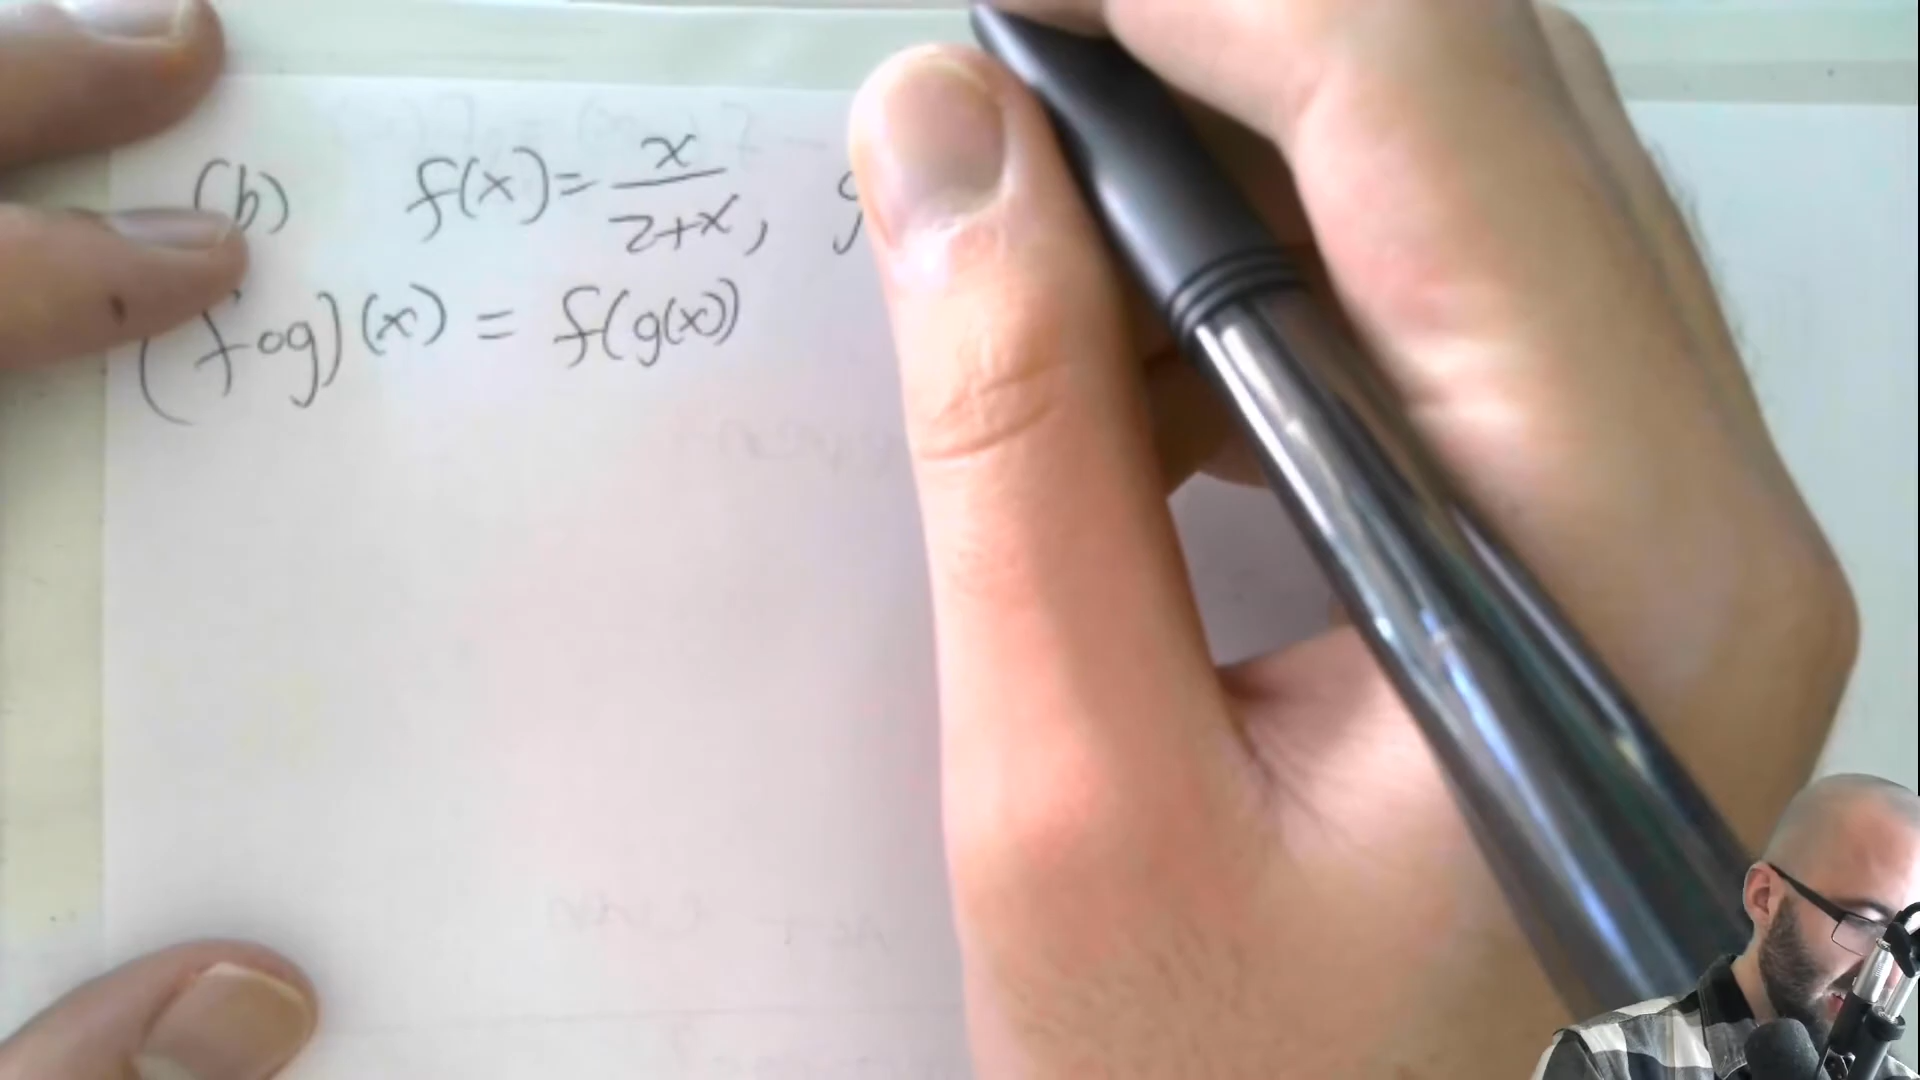 (b) f(x) = x/(2+x), g
(f∘g)(x) = f(g(x))